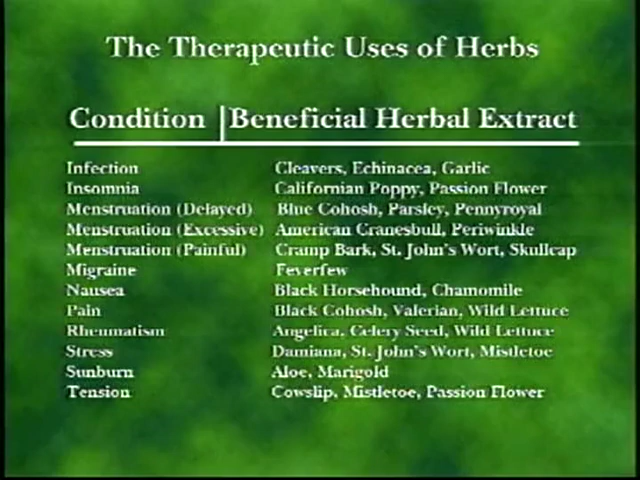 The Therapeutic Uses of Herbs
Condition Beneficial Herbal Extract
Infection Cleavers, Echinacea, Garlic
Insomnia Californian Poppy, Passion Flower
Menstruation (Delayed) Blue Cohosh, Parsley, Pennyroyal
Menstruation (Excessive) American Cranesbull, Periwinkle
Menstruation (Painful) Cramp Bark, St. John's Wort, Skullcap
Migraine Feverfew
Nausea Black Horsehound, Chamomile
Pain Black Cohosh, Valerian, Wild Lettuce
Rheumatism Angelica, Celery Seed, Wild Lettuce
Stress Damiana, St. John's Wort, Mistletoe
Sunburn Aloe, Marigold
Tension Cowslip, Mistletoe, Passion Flower